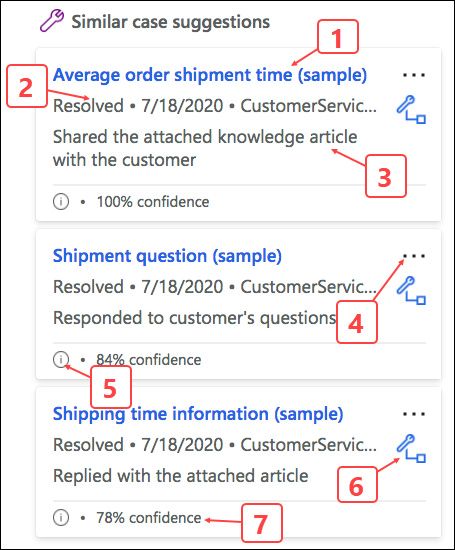 Similar case suggestions
1
Average order shipment time (sample)
2
Resolved • 7/18/2020 • CustomerServic...
Shared the attached knowledge article
with the customer
3
• 100% confidence
Shipment question (sample)
Resolved • 7/18/2020 • CustomerServic...
Responded to customer's questions
4
• 84% confidence
5
Shipping time information (sample)
Resolved • 7/18/2020 • CustomerServic...
Replied with the attached article
6
• 78% confidence
7